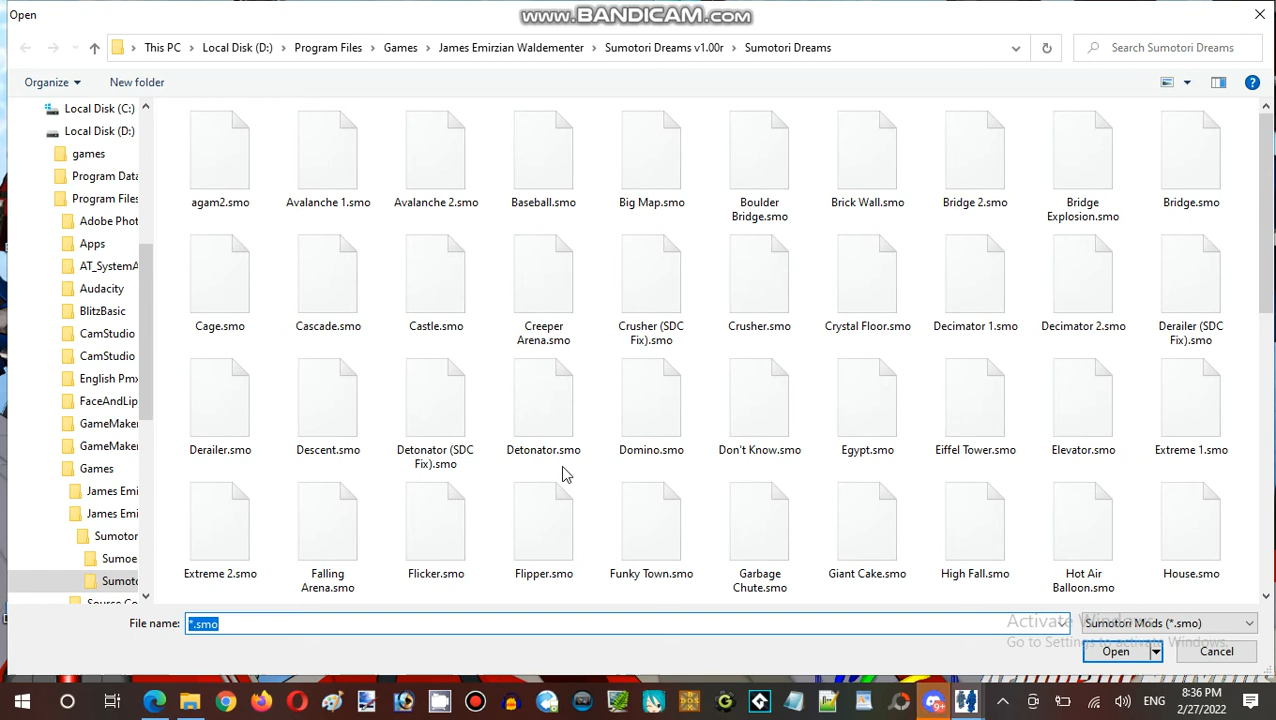 www.BANDICAM.com
Open
This PC
Local Disk (D:)
Program Files
Games
James Emirzian Waldementer
Sumotori Dreams v1.00r
Sumotori Dreams
Search Sumotori Dreams
Organize
New folder
Local Disk (C:)
Local Disk (D:)
games
Program Data
Program Files
Adobe Phot
Apps
AT_SystemA
Audacity
BlitzBasic
CamStudio
CamStudio
English Pmx
FaceAndLip
GameMaker
GameMaker
Games
James Emi
James Emi
Sumotor
Sumoe
Sumoto
Source Co
agam2.smo
Avalanche 1.smo
Avalanche 2.smo
Baseball.smo
Big Map.smo
Boulder
Bridge.smo
Brick Wall.smo
Bridge 2.smo
Bridge
Explosion.smo
Bridge.smo
Cage.smo
Cascade.smo
Castle.smo
Creeper
Arena.smo
Crusher (SDC
Fix).smo
Crusher.smo
Crystal Floor.smo
Decimator 1.smo
Decimator 2.smo
Derailer (SDC
Fix).smo
Derailer.smo
Descent.smo
Detonator (SDC
Fix).smo
Detonator.smo
Domino.smo
Don't Know.smo
Egypt.smo
Eiffel Tower.smo
Elevator.smo
Extreme 1.smo
Extreme 2.smo
Falling
Arena.smo
Flicker.smo
Flipper.smo
Funky Town.smo
Garbage
Chute.smo
Giant Cake.smo
High Fall.smo
Hot Air
Balloon.smo
House.smo
File name:
*.smo
Sumotori Mods (*.smo)
Activate Windows
Go to Settings to activate Windows.
Open
Cancel
ENG
8:36 PM
2/27/2022